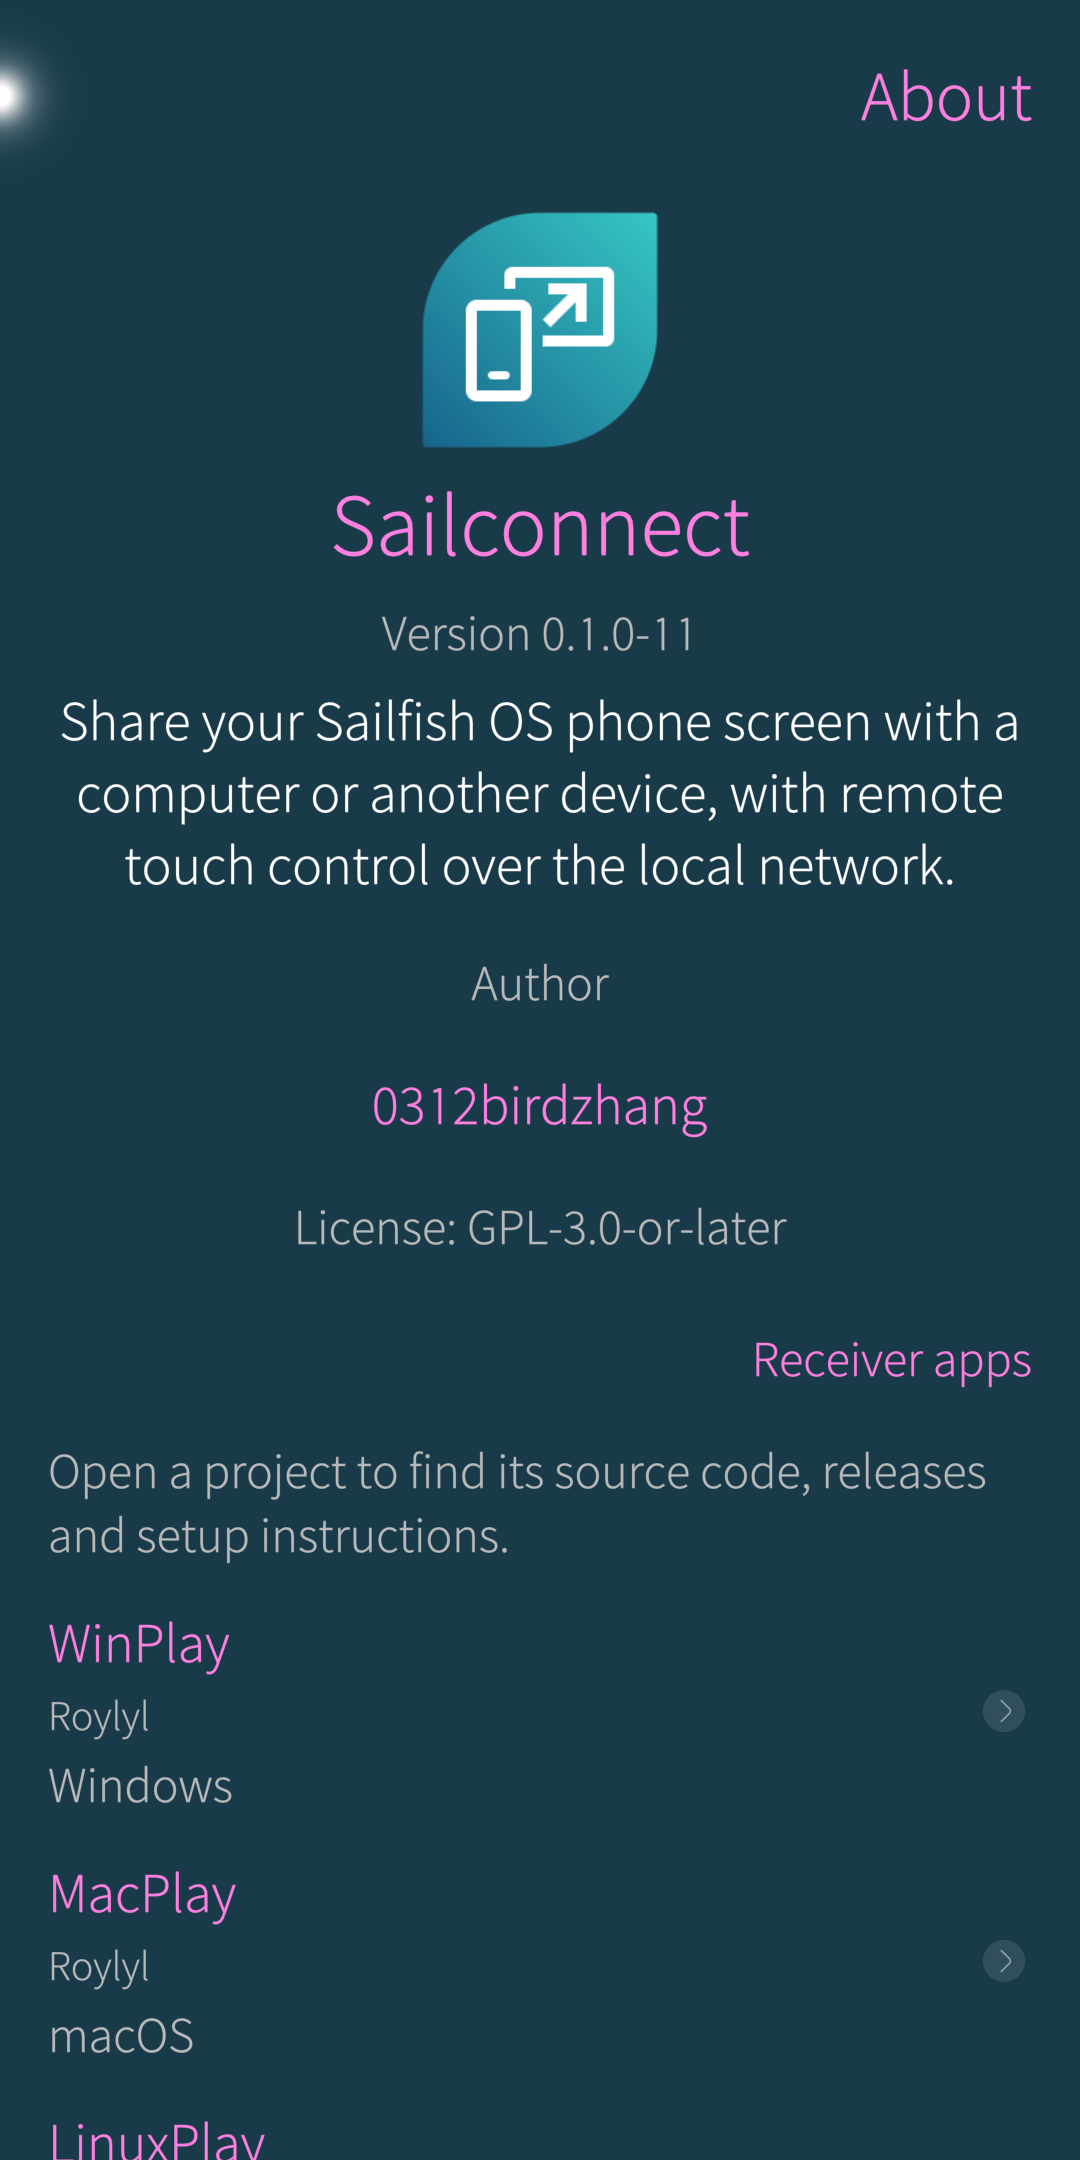 About
Sailconnect
Version 0.1.0-11
Share your Sailfish OS phone screen with a
computer or another device, with remote
touch control over the local network.
Author
0312birdzhang
License: GPL-3.0-or-later
Receiver apps
Open a project to find its source code, releases
and setup instructions.
WinPlay
Roylyl
Windows
MacPlay
Roylyl
macOS
LinuxPlay